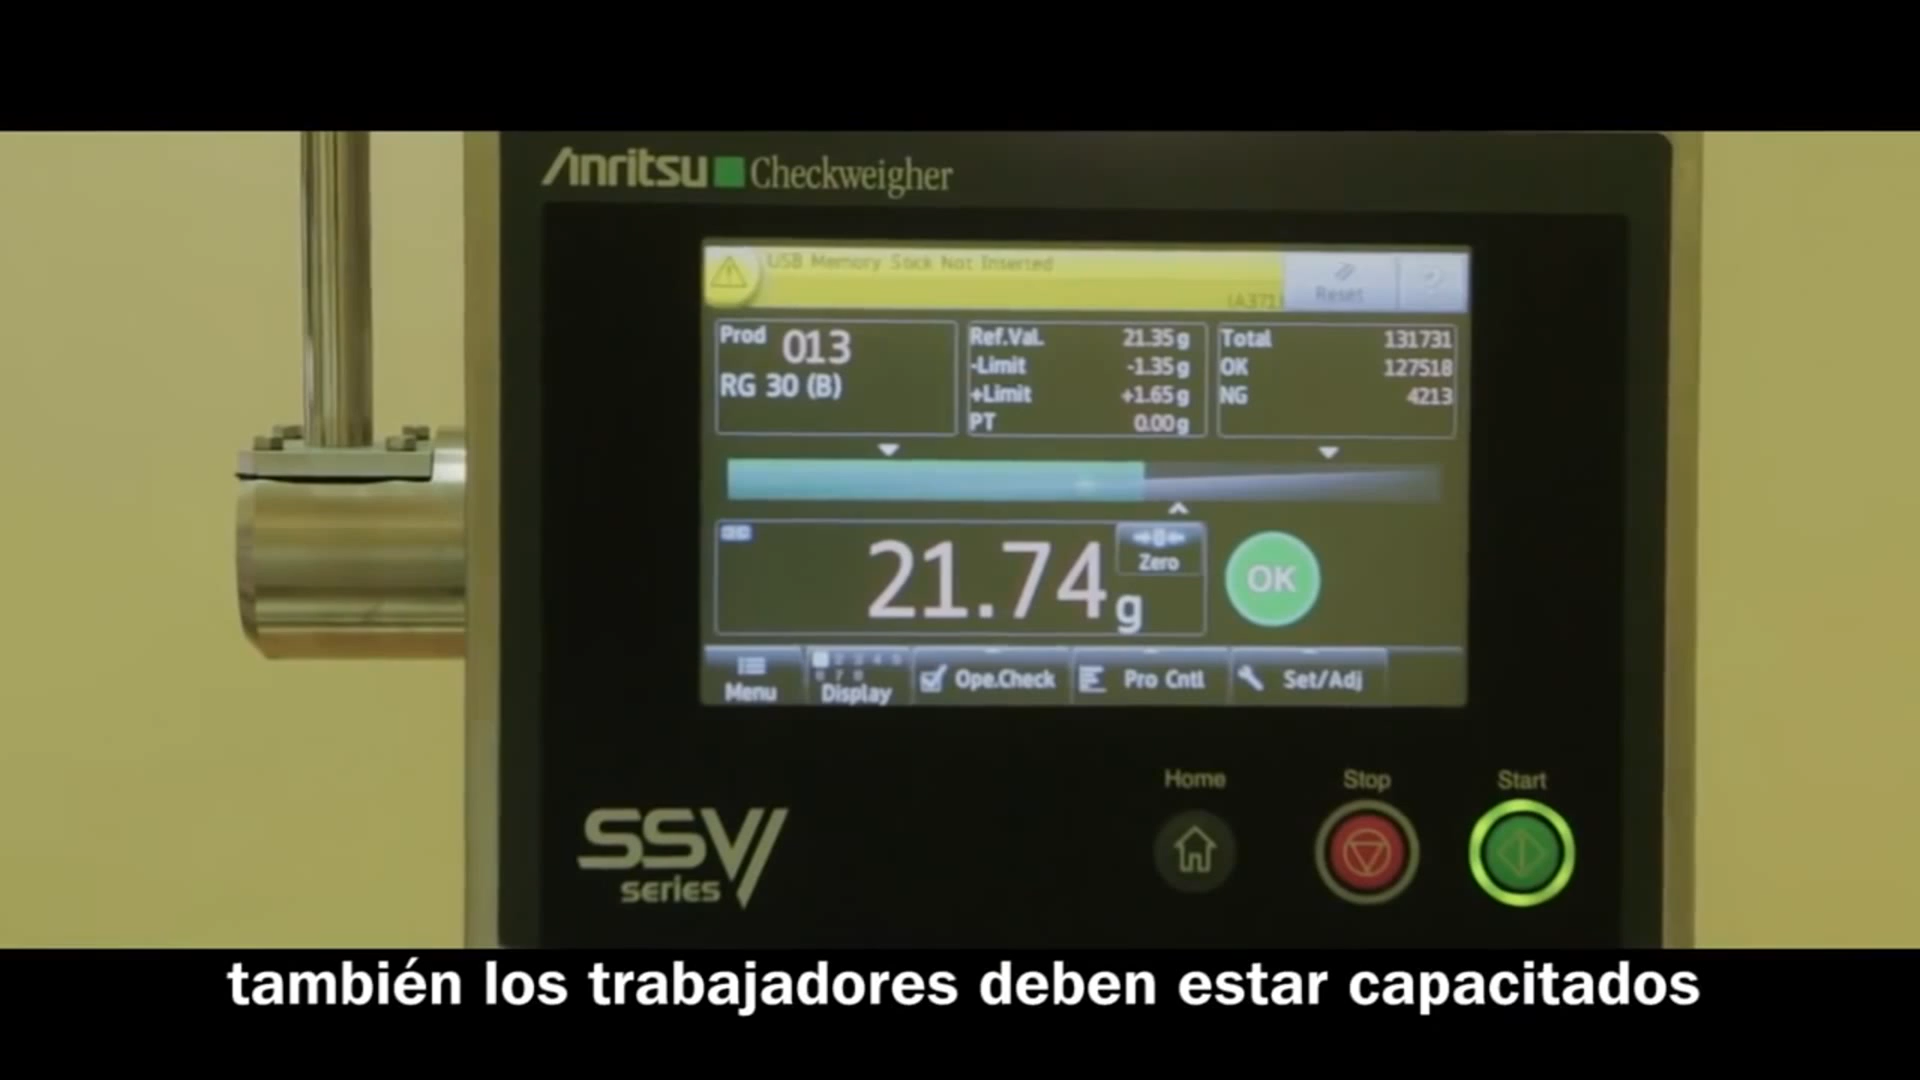 Anritsu Checkweigher
USB Memory Stick Not Inserted
(A371)
Reset
?
Prod 013
RG 30 (B)
Ref.Val. 21.35 g
-Limit -1.35 g
+Limit +1.65 g
PT 0.00 g
Total 131731
OK 127518
NG 4213
21.74 g
Zero
OK
Menu
Display
Ope.Check
Pro Cntl
Set/Adj
Home
Stop
Start
SSV
series
también los trabajadores deben estar capacitados